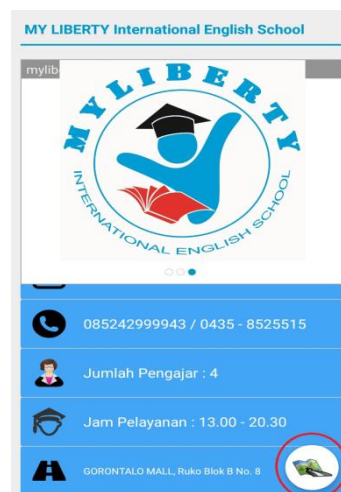 MY LIBERTY International English School
mylib
MYLIBERTY
INTERNATIONAL ENGLISH SCHOOL
085242999943 / 0435 - 8525515
Jumlah Pengajar : 4
Jam Pelayanan : 13.00 - 20.30
GORONTALO MALL, Ruko Blok B No. 8